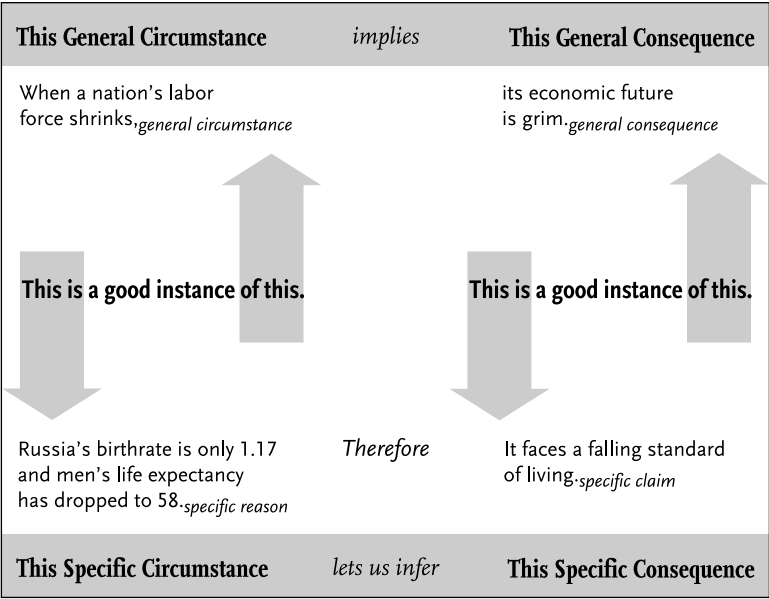 This General Circumstance implies This General Consequence
When a nation’s labor
force shrinks,general circumstance
its economic future
is grim.general consequence
This is a good instance of this. This is a good instance of this.
Russia’s birthrate is only 1.17
and men’s life expectancy
has dropped to 58.specific reason
Therefore
It faces a falling standard
of living.specific claim
This Specific Circumstance lets us infer This Specific Consequence